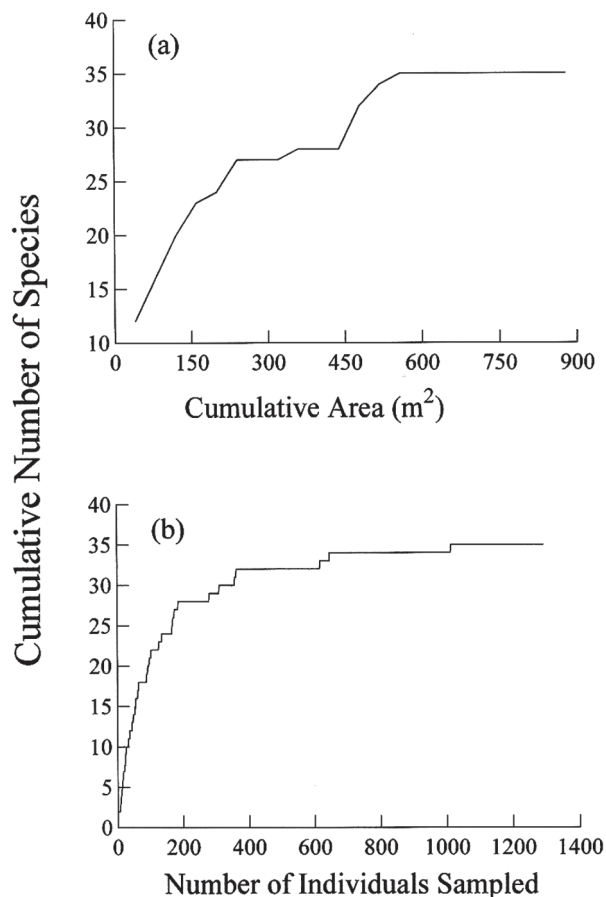 Cumulative Number of Species
(a)
40
35
30
25
20
15
10
0 150 300 450 600 750 900
Cumulative Area (m²)
(b)
40
35
30
25
20
15
10
5
0
0 200 400 600 800 1000 1200 1400
Number of Individuals Sampled